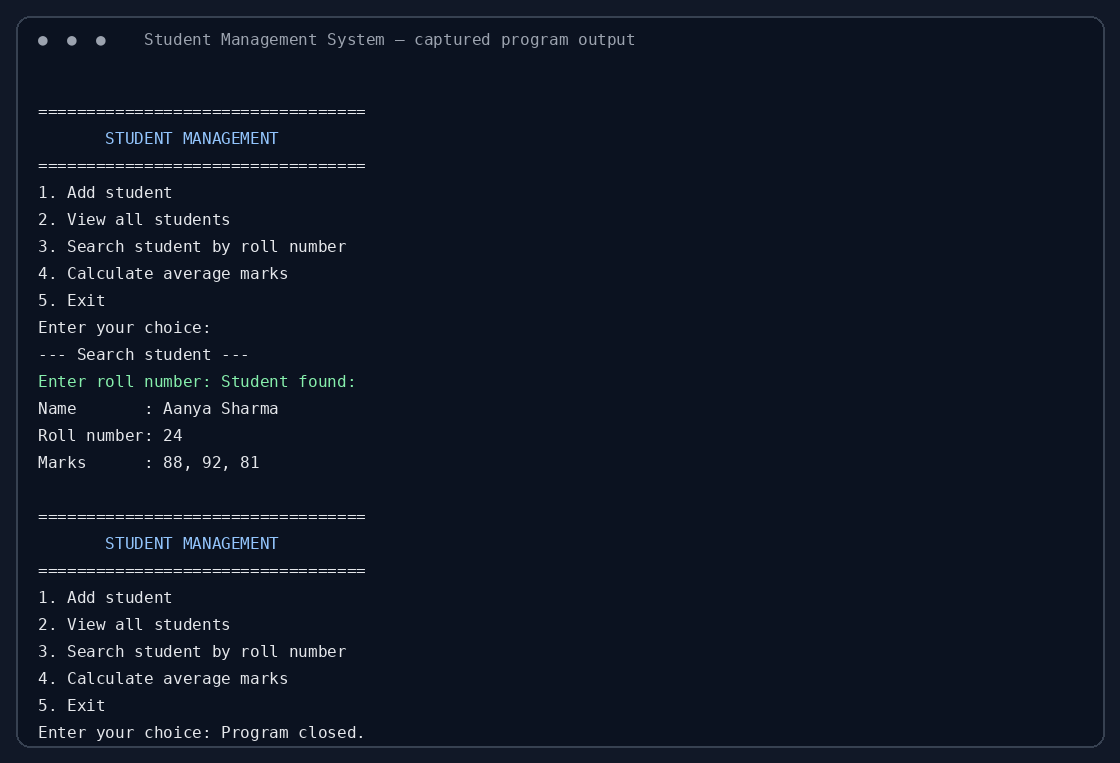 Student Management System — captured program output
==================================
       STUDENT MANAGEMENT
==================================
1. Add student
2. View all students
3. Search student by roll number
4. Calculate average marks
5. Exit
Enter your choice:
--- Search student ---
Enter roll number: Student found:
Name       : Aanya Sharma
Roll number: 24
Marks      : 88, 92, 81

==================================
       STUDENT MANAGEMENT
==================================
1. Add student
2. View all students
3. Search student by roll number
4. Calculate average marks
5. Exit
Enter your choice: Program closed.